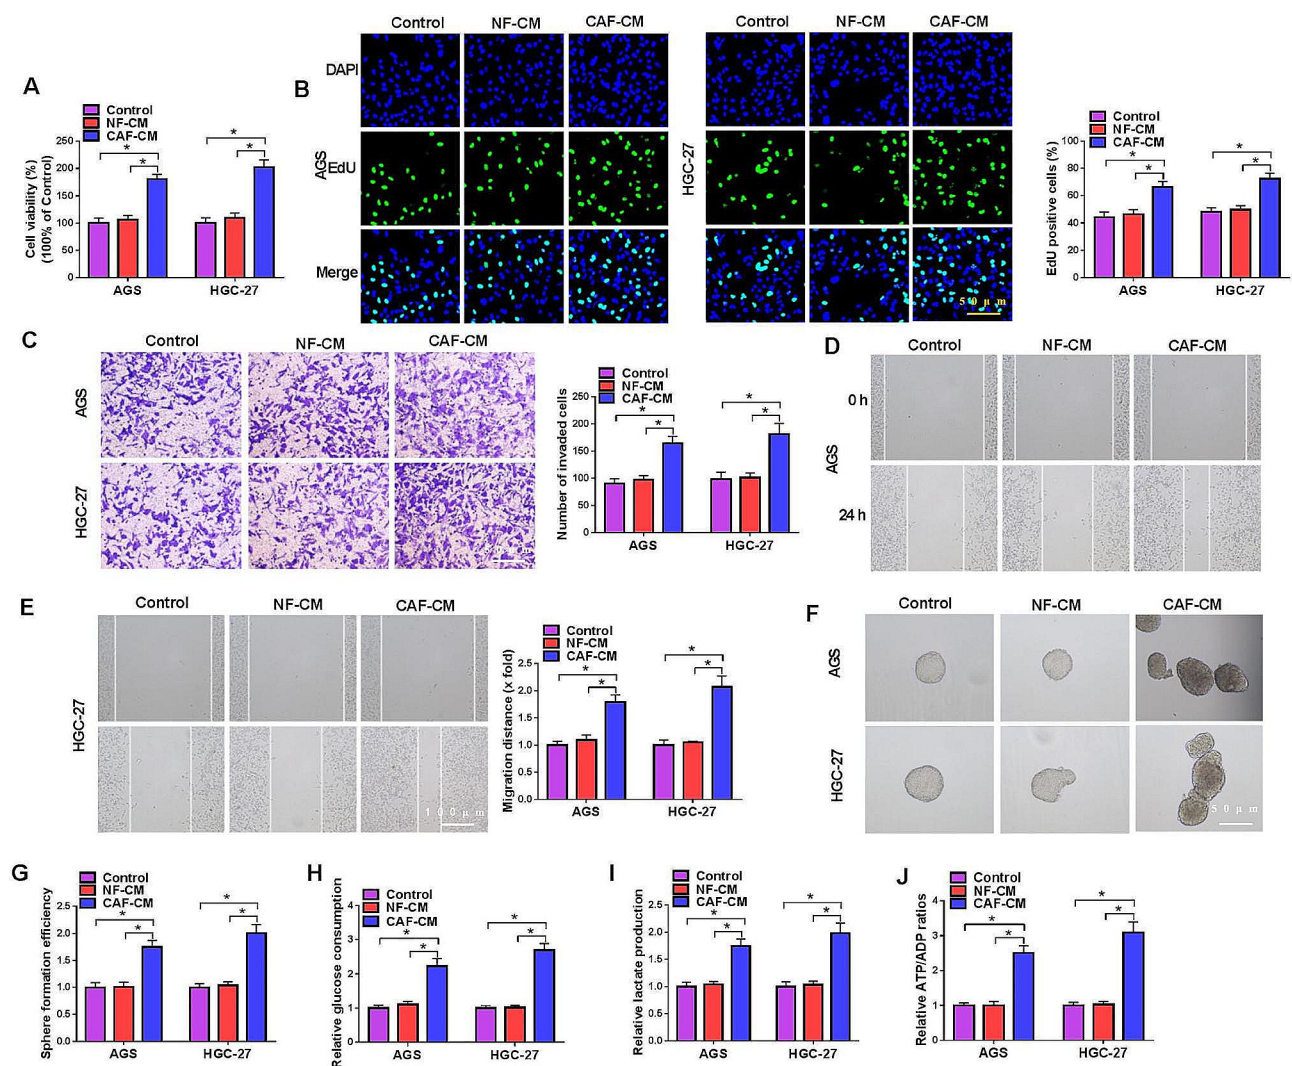 A
Control
NF-CM
CAF-CM
Cell viability (%)
(100% of Control)
250
200
150
100
50
0
*
*
*
*
AGS
HGC-27
B
Control
NF-CM
CAF-CM
Control
NF-CM
CAF-CM
DAPI
EdU
Merge
AGS
HGC-27
50 μm
Control
NF-CM
CAF-CM
EdU positive cells (%)
100
80
60
40
20
0
*
*
*
*
AGS
HGC-27
C
Control
NF-CM
CAF-CM
AGS
HGC-27
Control
NF-CM
CAF-CM
Number of invaded cells
250
200
150
100
50
0
*
*
*
*
AGS
HGC-27
D
Control
NF-CM
CAF-CM
0 h
AGS
24 h
E
Control
NF-CM
CAF-CM
HGC-27
100μm
Control
NF-CM
CAF-CM
Migration distance (x fold)
2.5
2.0
1.5
1.0
0.5
0.0
*
*
*
*
AGS
HGC-27
F
Control
NF-CM
CAF-CM
AGS
HGC-27
50μm
G
Control
NF-CM
CAF-CM
Sphere formation efficiency
2.5
2.0
1.5
1.0
0.5
0.0
*
*
*
*
AGS
HGC-27
H
Control
NF-CM
CAF-CM
Relative glucose consumption
4
3
2
1
0
*
*
*
*
AGS
HGC-27
I
Control
NF-CM
CAF-CM
Relative lactate production
2.5
2.0
1.5
1.0
0.5
0.0
*
*
*
*
AGS
HGC-27
J
Control
NF-CM
CAF-CM
Relative ATP/ADP ratios
4
3
2
1
0
*
*
*
*
AGS
HGC-27